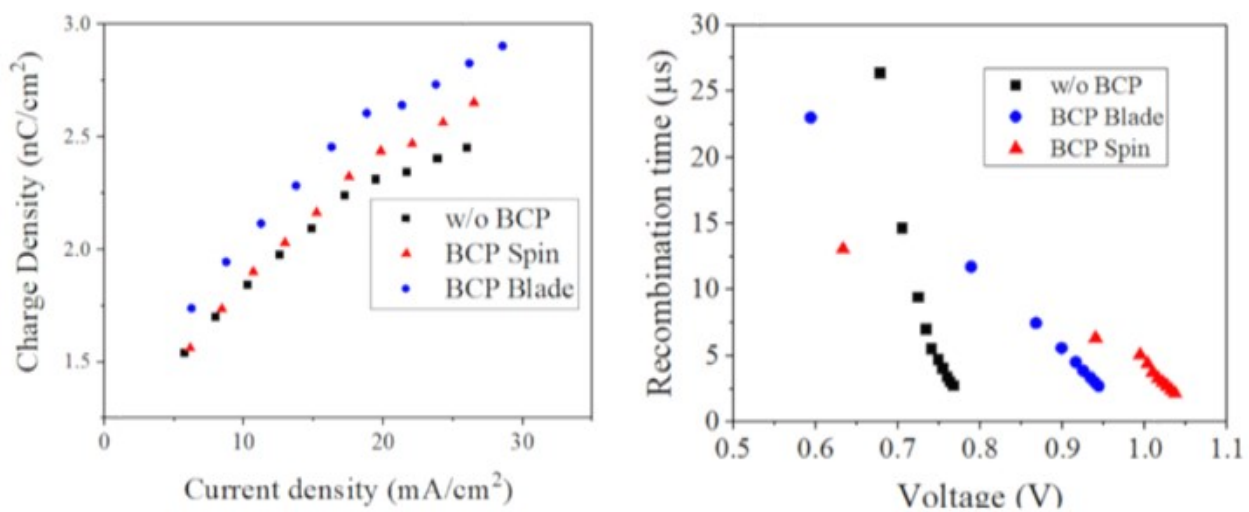 3.0
2.5
2.0
1.5
0
10
20
30
Charge Density (nC/cm²)
Current density (mA/cm²)
w/o BCP
BCP Spin
BCP Blade
30
25
20
15
10
5
0
0.5
0.6
0.7
0.8
0.9
1.0
1.1
Recombination time (μs)
Voltage (V)
w/o BCP
BCP Blade
BCP Spin